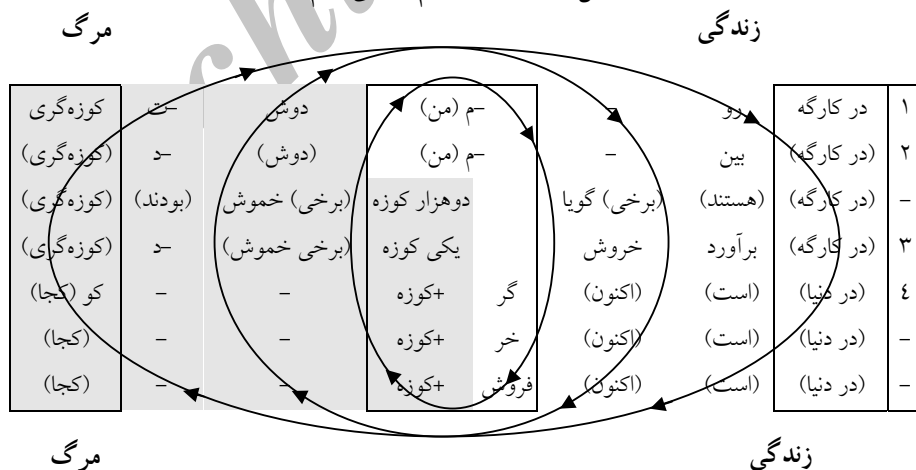 زندگی مرگ
۱ در کارگه رو – –م (من) دوش –ت کوزه‌گری
۲ (در کارگه) بین – –م (من) (دوش) –د (کوزه‌گری)
– (در کارگه) (هستند) (برخی) گویا دوهزار کوزه (برخی) خموش (بودند) (کوزه‌گری)
۳ (در کارگه) برآورد خروش یکی کوزه (برخی خموش) –د (کوزه‌گری)
٤ (در دنیا) (است) (اکنون) گر +کوزه – – کو (کجا)
– (در دنیا) (است) (اکنون) خر +کوزه – – (کجا)
– (در دنیا) (است) (اکنون) فروش +کوزه – – (کجا)
زندگی مرگ